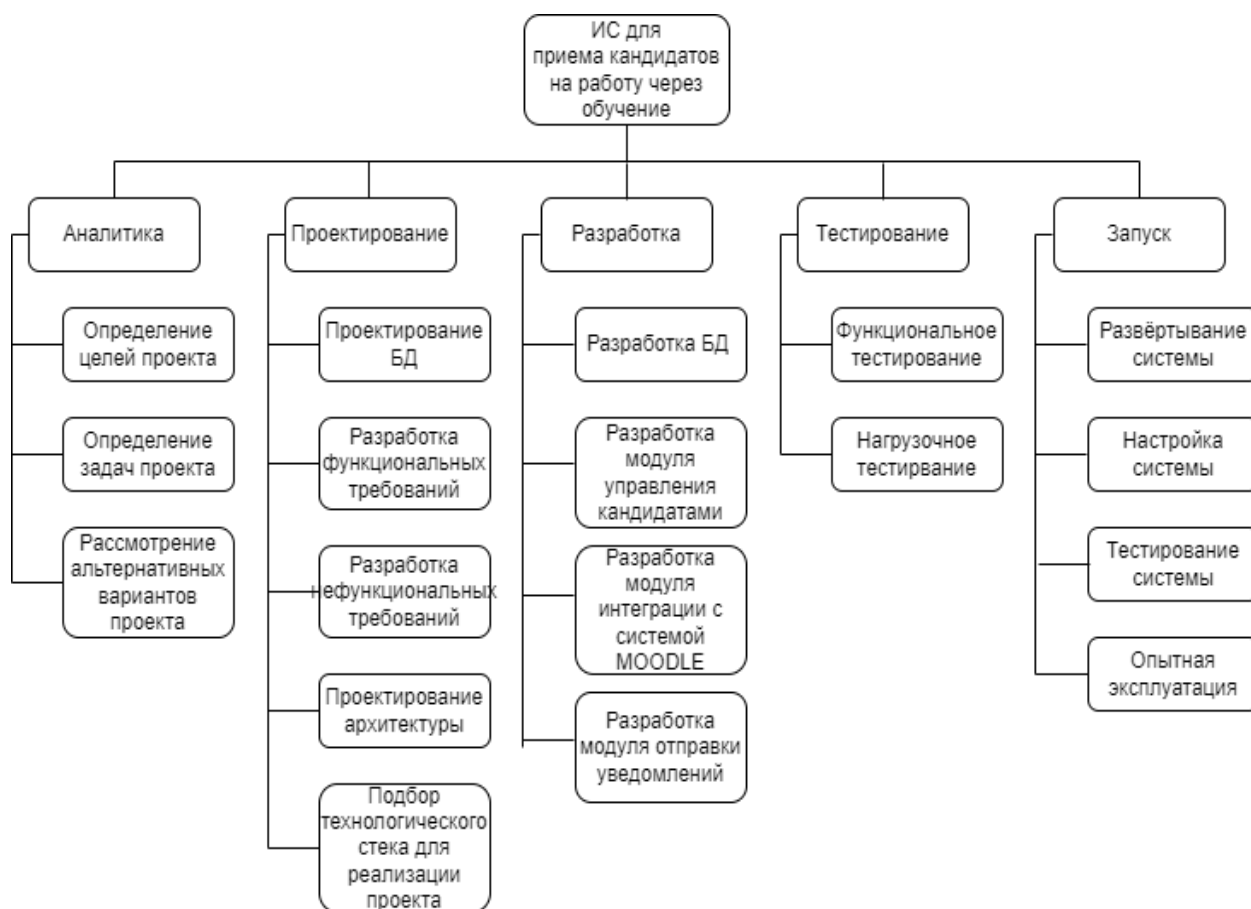 ИС для
приема кандидатов
на работу через
обучение
Аналитика
Проектирование
Разработка
Тестирование
Запуск
Определение
целей проекта
Определение
задач проекта
Рассмотрение
альтернативных
вариантов
проекта
Проектирование
БД
Разработка
функциональных
требований
Разработка
нефункциональных
требований
Проектирование
архитектуры
Подбор
технологического
стека для
реализации
проекта
Разработка БД
Разработка
модуля
управления
кандидатами
Разработка
модуля
интеграции с
системой
MOODLE
Разработка
модуля отправки
уведомлений
Функциональное
тестирование
Нагрузочное
тестирвание
Развёртывание
системы
Настройка
системы
Тестирование
системы
Опытная
эксплуатация